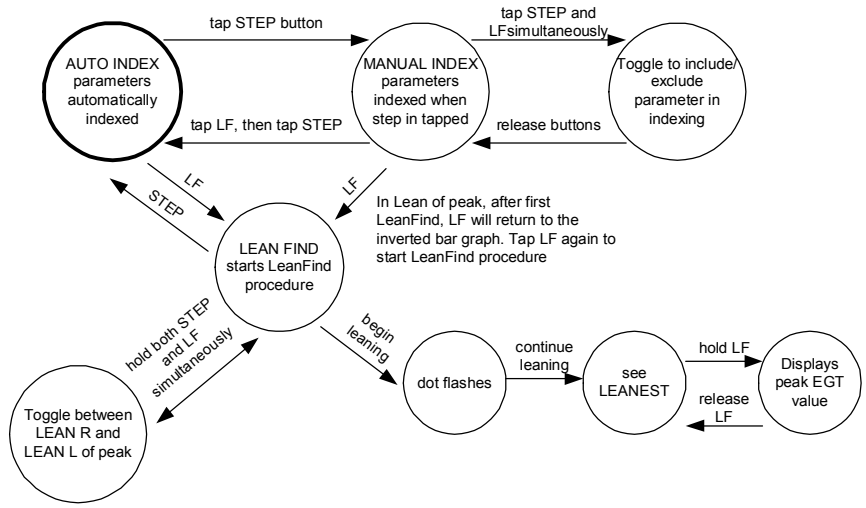 tap STEP button
tap STEP and
LFsimultaneously
AUTO INDEX
parameters
automatically
indexed
MANUAL INDEX
parameters
indexed when
step in tapped
Toggle to include/
exclude
parameter in
indexing
tap LF, then tap STEP
release buttons
LF
STEP
LF
In Lean of peak, after first
LeanFind, LF will return to the
inverted bar graph. Tap LF again to
start LeanFind procedure
LEAN FIND
starts LeanFind
procedure
hold both STEP
and LF
simultaneously
begin
leaning
Toggle between
LEAN R and
LEAN L of peak
dot flashes
continue
leaning
see
LEANEST
hold LF
release
LF
Displays
peak EGT
value